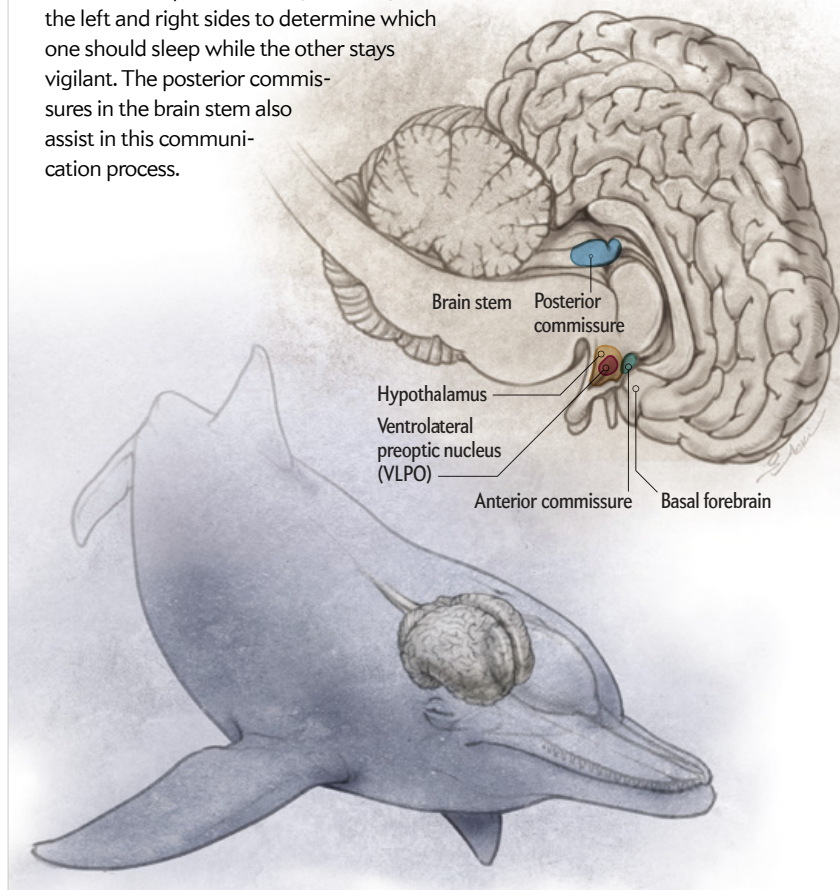 the left and right sides to determine which
one should sleep while the other stays
vigilant. The posterior commis-
sures in the brain stem also
assist in this communi-
cation process.
Brain stem
Posterior
commissure
Hypothalamus
Ventrolateral
preoptic nucleus
(VLPO)
Anterior commissure
Basal forebrain